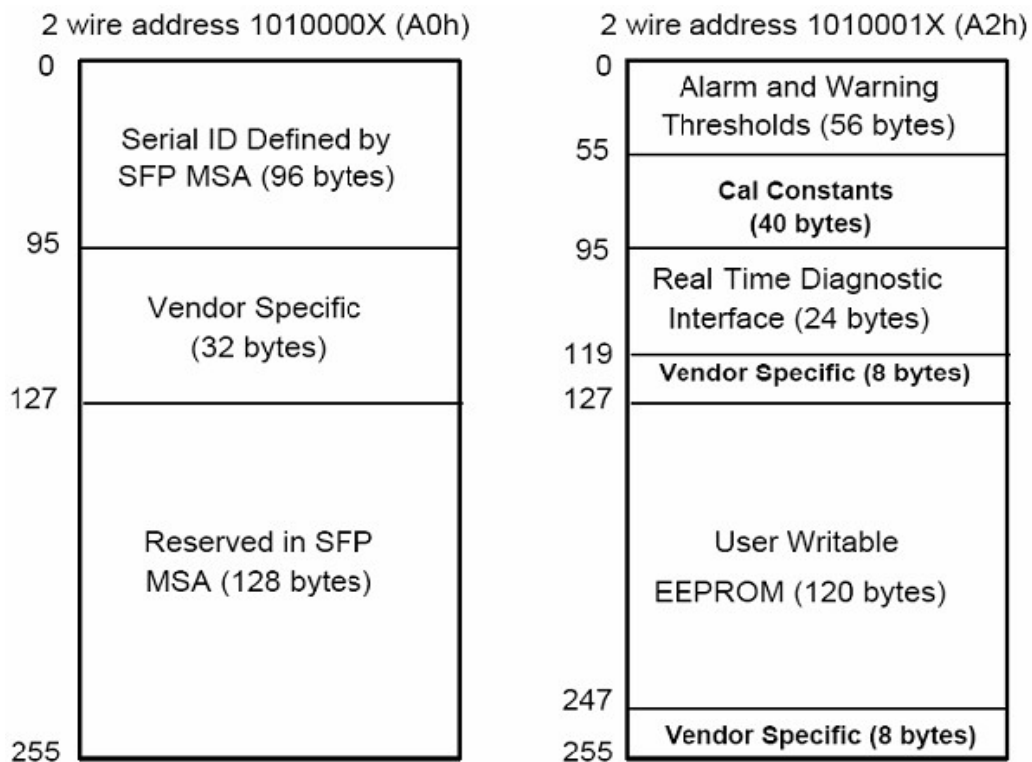 2 wire address 1010000X (A0h)
0
Serial ID Defined by
SFP MSA (96 bytes)
95
Vendor Specific
(32 bytes)
127
Reserved in SFP
MSA (128 bytes)
255
2 wire address 1010001X (A2h)
0
Alarm and Warning
Thresholds (56 bytes)
55
Cal Constants
(40 bytes)
95
Real Time Diagnostic
Interface (24 bytes)
119
Vendor Specific (8 bytes)
127
User Writable
EEPROM (120 bytes)
247
Vendor Specific (8 bytes)
255